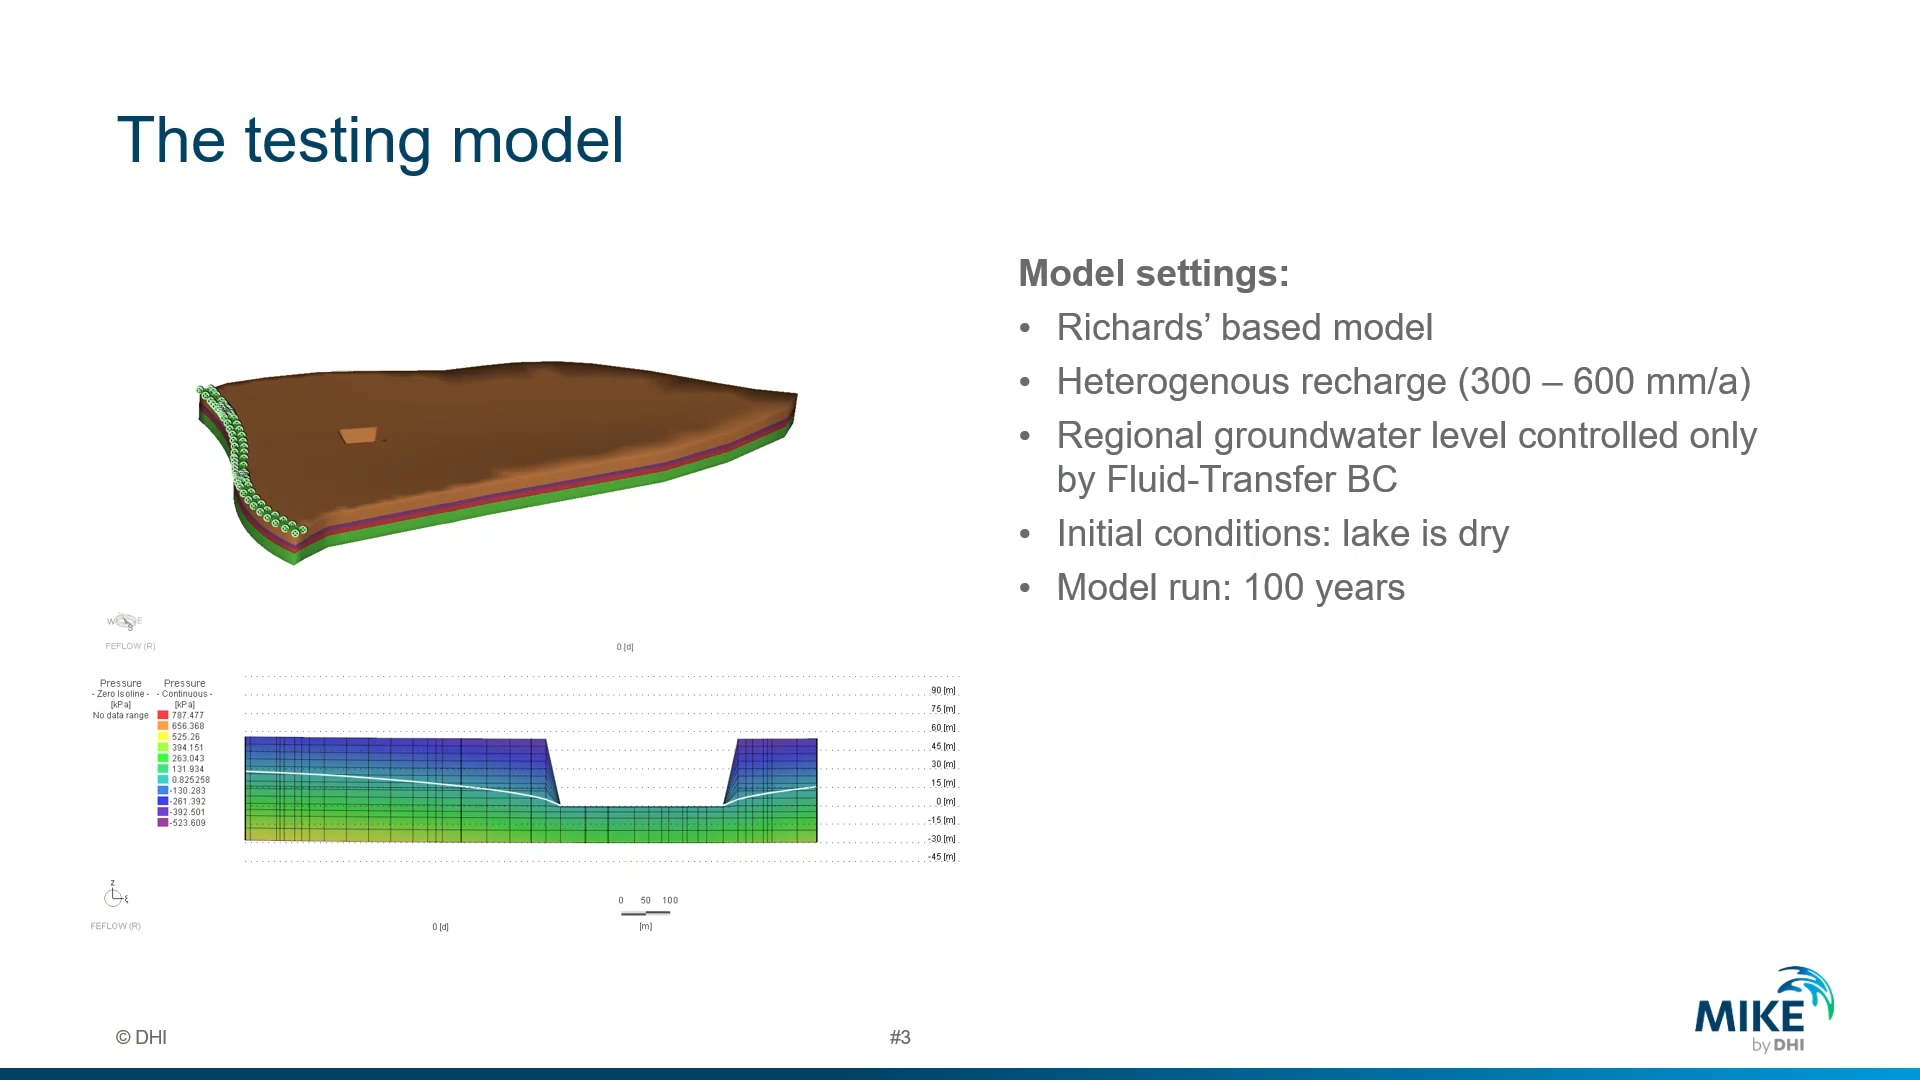 The testing model
Model settings:
• Richards’ based model
• Heterogenous recharge (300 – 600 mm/a)
• Regional groundwater level controlled only
by Fluid-Transfer BC
• Initial conditions: lake is dry
• Model run: 100 years
W E
S
FEFLOW (R)
0 [d]
Pressure Pressure
- Zero Isoline - - Continuous -
[kPa] [kPa]
No data range 787.477
656.368
525.26
394.151
263.043
131.934
0.825258
-130.283
-261.392
-392.501
-523.609
90 [m]
75 [m]
60 [m]
45 [m]
30 [m]
15 [m]
0 [m]
-15 [m]
-30 [m]
-45 [m]
z
ξ
FEFLOW (R)
0 [d]
0 50 100
[m]
© DHI
#3
MIKE
by DHI